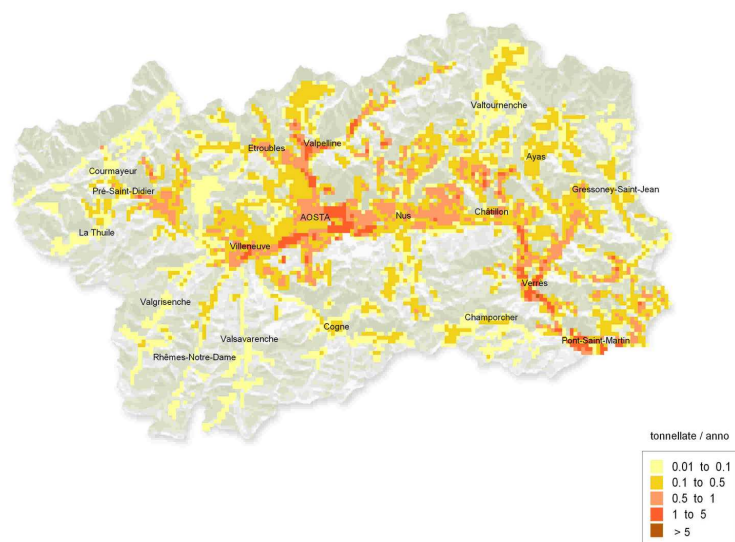 Valtournenche
Etroubles
Valpelline
Ayas
Courmayeur
Pré-Saint-Didier
Gressoney-Saint-Jean
AOSTA
Nus
Châtillon
La Thuile
Villeneuve
Verres
Valgrisenche
Champorcher
Cogne
Valsavarenche
Pont-Saint-Martin
Rhêmes-Notre-Dame
tonnellate / anno
0.01 to 0.1
0.1 to 0.5
0.5 to 1
1 to 5
> 5